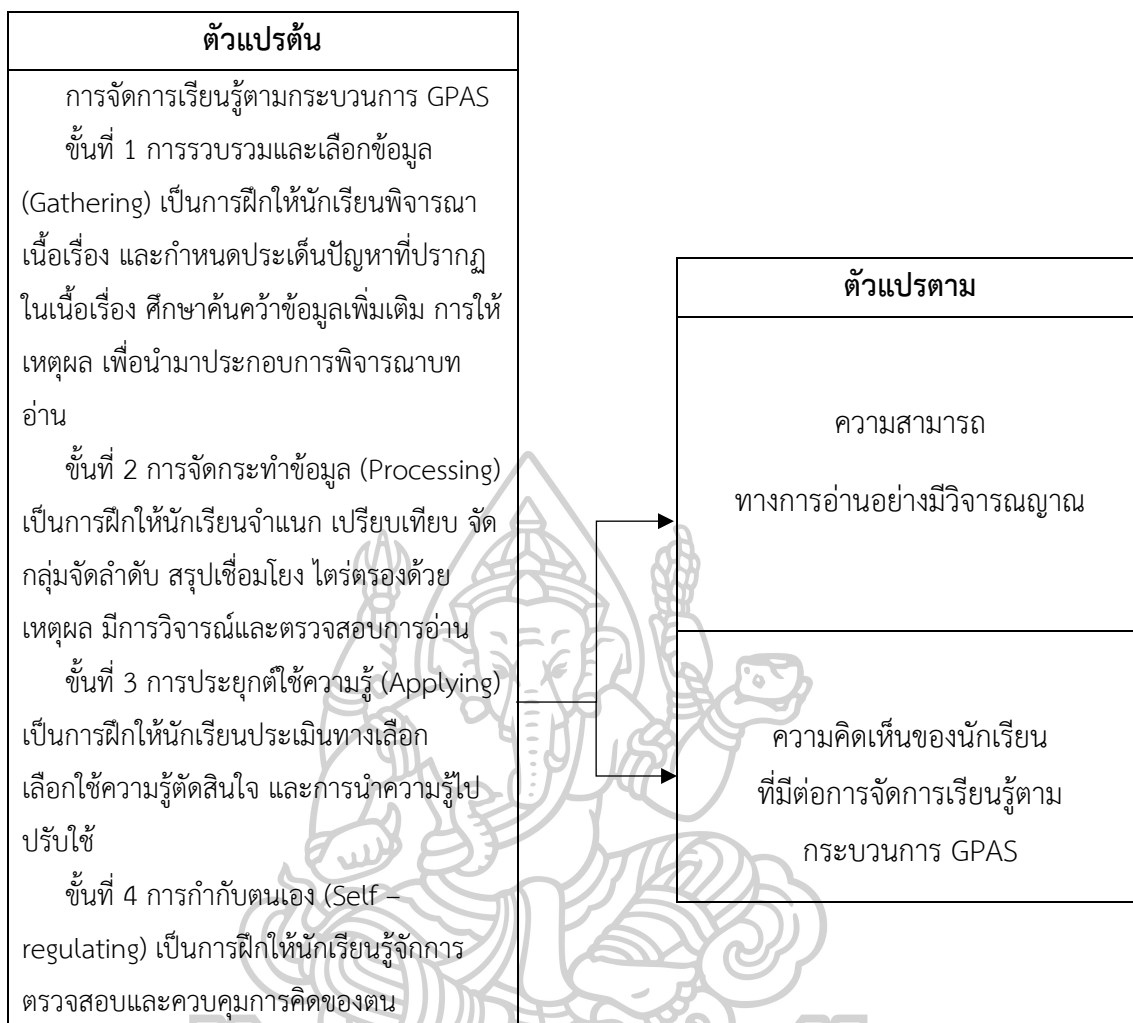 ตัวแปรต้น
การจัดการเรียนรู้ตามกระบวนการ GPAS
ขั้นที่ 1 การรวบรวมและเลือกข้อมูล
(Gathering) เป็นการฝึกให้นักเรียนพิจารณา
เนื้อเรื่อง และกำหนดประเด็นปัญหาที่ปรากฏ
ในเนื้อเรื่อง ศึกษาค้นคว้าข้อมูลเพิ่มเติม การให้
เหตุผล เพื่อนำมาประกอบการพิจารณาบท
อ่าน
ขั้นที่ 2 การจัดกระทำข้อมูล (Processing)
เป็นการฝึกให้นักเรียนจำแนก เปรียบเทียบ จัด
กลุ่มจัดลำดับ สรุปเชื่อมโยง ไตร่ตรองด้วย
เหตุผล มีการวิจารณ์และตรวจสอบการอ่าน
ขั้นที่ 3 การประยุกต์ใช้ความรู้ (Applying)
เป็นการฝึกให้นักเรียนประเมินทางเลือก
เลือกใช้ความรู้ตัดสินใจ และการนำความรู้ไป
ปรับใช้
ขั้นที่ 4 การกำกับตนเอง (Self –
regulating) เป็นการฝึกให้นักเรียนรู้จักการ
ตรวจสอบและควบคุมการคิดของตน
ตัวแปรตาม
ความสามารถ
ทางการอ่านอย่างมีวิจารณญาณ
ความคิดเห็นของนักเรียน
ที่มีต่อการจัดการเรียนรู้ตาม
กระบวนการ GPAS